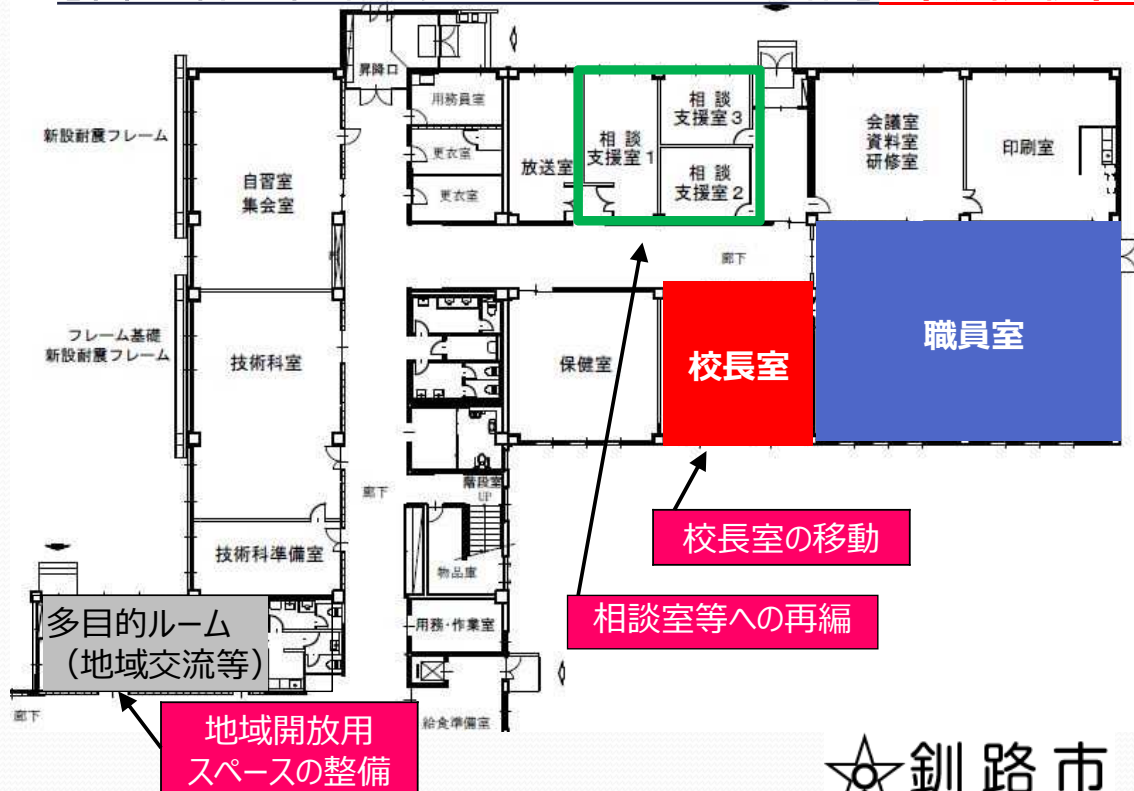 昇降口
用務員室
新設耐震フレーム
自習室
集会室
更衣室
更衣室
放送室
相 談
支援室1
相 談
支援室3
相 談
支援室2
会議室
資料室
研修室
印刷室
廊下
フレーム基礎
新設耐震フレーム
技術科室
保健室
校長室
職員室
廊下
階段室
UP
校長室の移動
技術科準備室
物品庫
多目的ルーム
（地域交流等）
用務・作業室
相談室等への再編
廊下
給食準備室
地域開放用
スペースの整備
釧路市